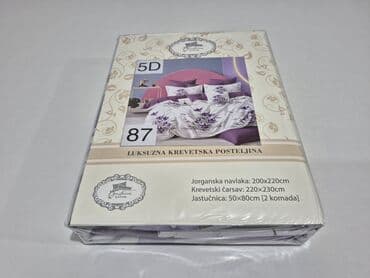 5D
87
LUKSUZNA KREVETSKA POSTELJINA
Jorganska navlaka: 200x220cm
Krevetski čaršav: 220x230cm
Jastučnica: 50x80cm [2 komada]